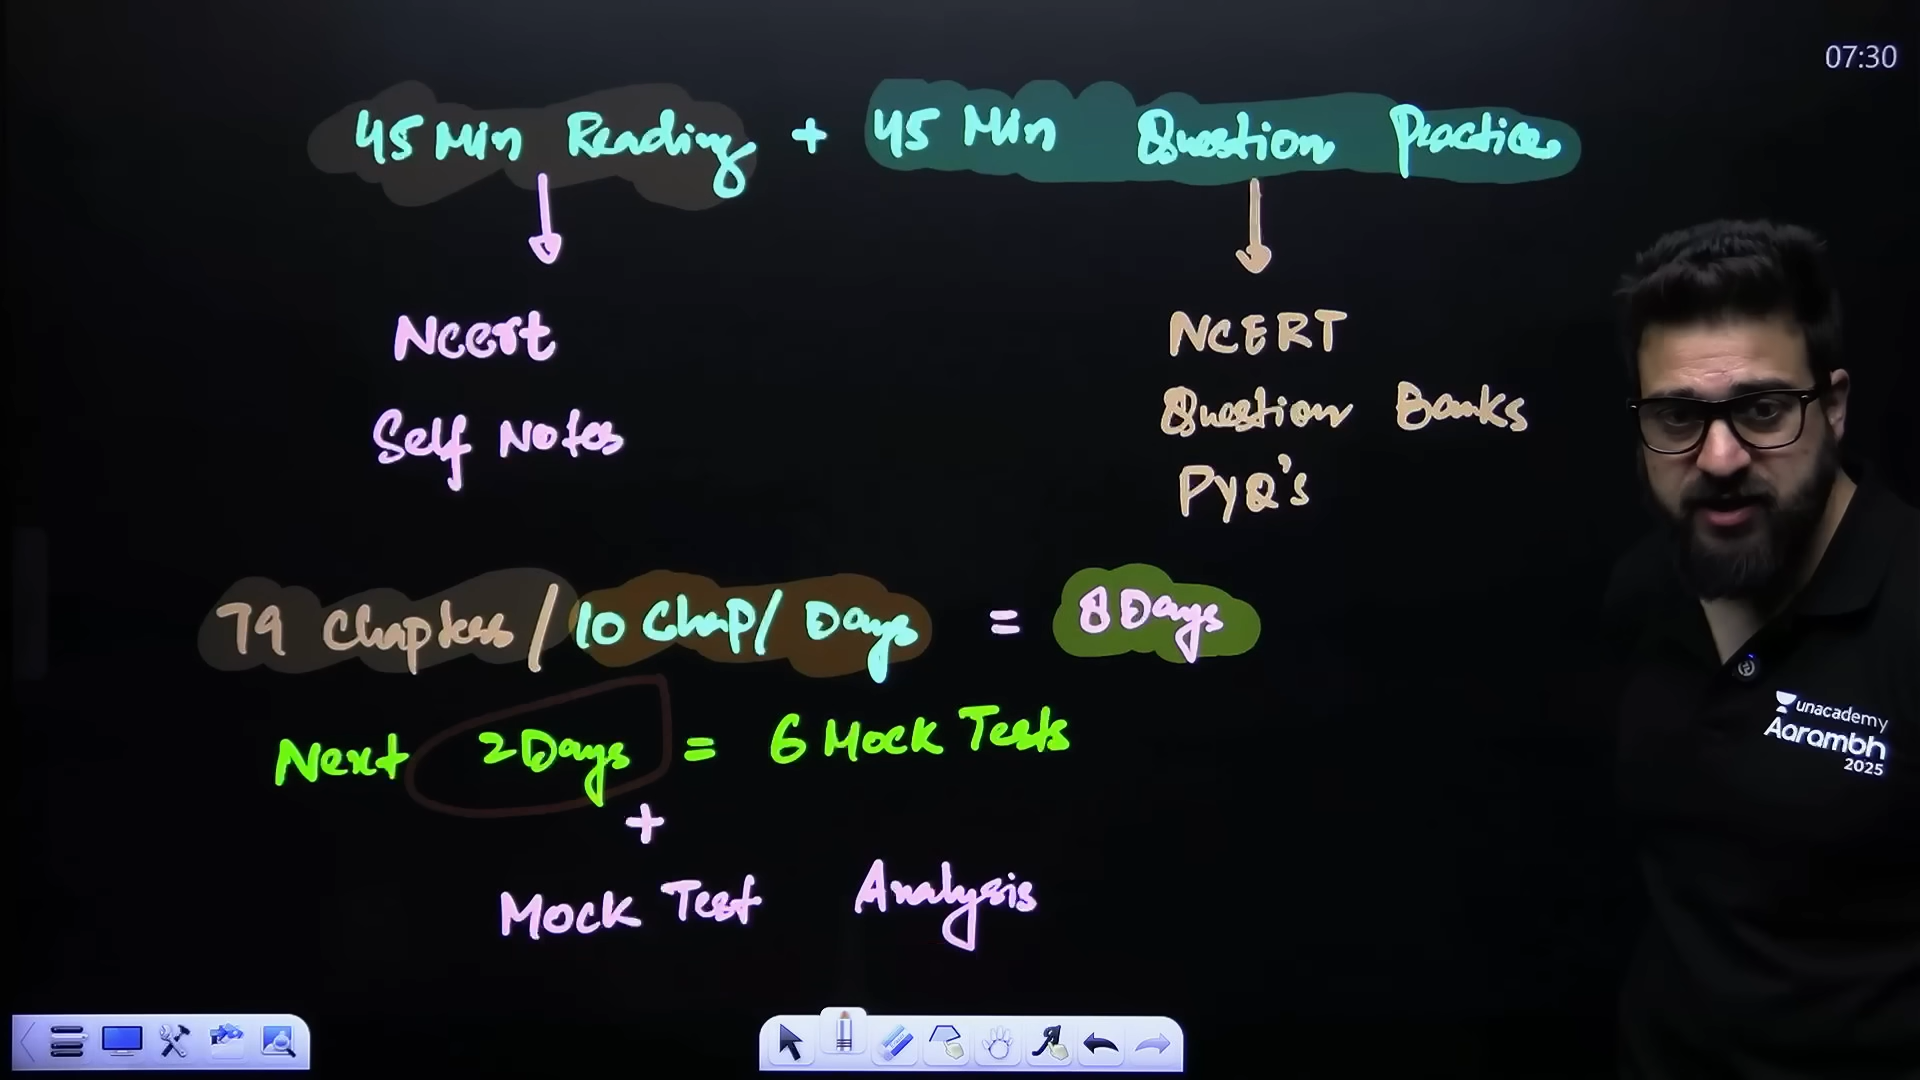 07:30
45 Min Reading + 45 Min Question Practice
Ncert
Self Notes
NCERT
Question Banks
PYQ's
79 Chapters / 10 Chap / Days = 8 Days
Next 2 Days = 6 Mock Tests
+
Mock Test Analysis
unacademy
Aarambh
2025